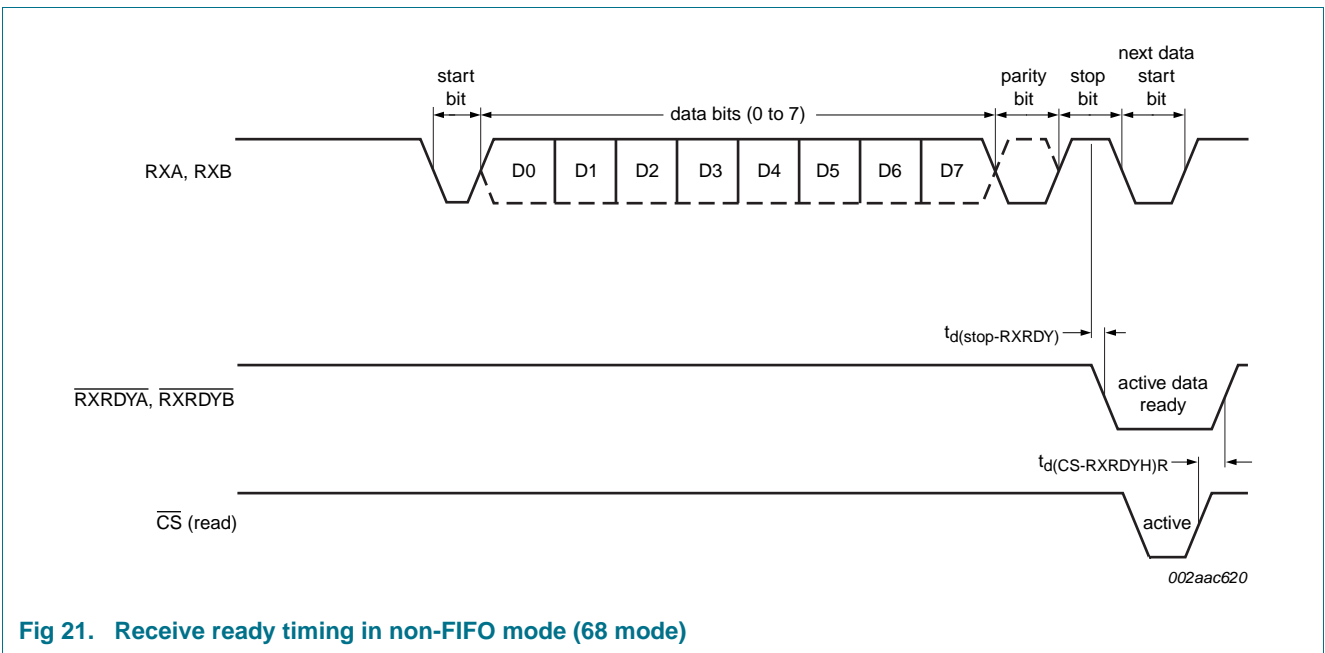 start
bit
data bits (0 to 7)
parity
bit
stop
bit
next data
start
bit
RXA, RXB
D0 D1 D2 D3 D4 D5 D6 D7
td(stop-RXRDY)
RXRDYA, RXRDYB
active data
ready
td(CS-RXRDYH)R
CS (read)
active
002aac620
Fig 21. Receive ready timing in non-FIFO mode (68 mode)